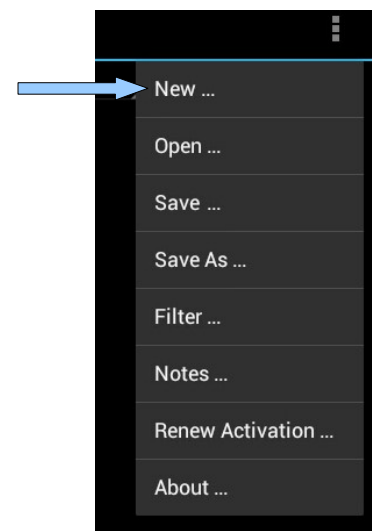 New ...
Open ...
Save ...
Save As ...
Filter ...
Notes ...
Renew Activation ...
About ...